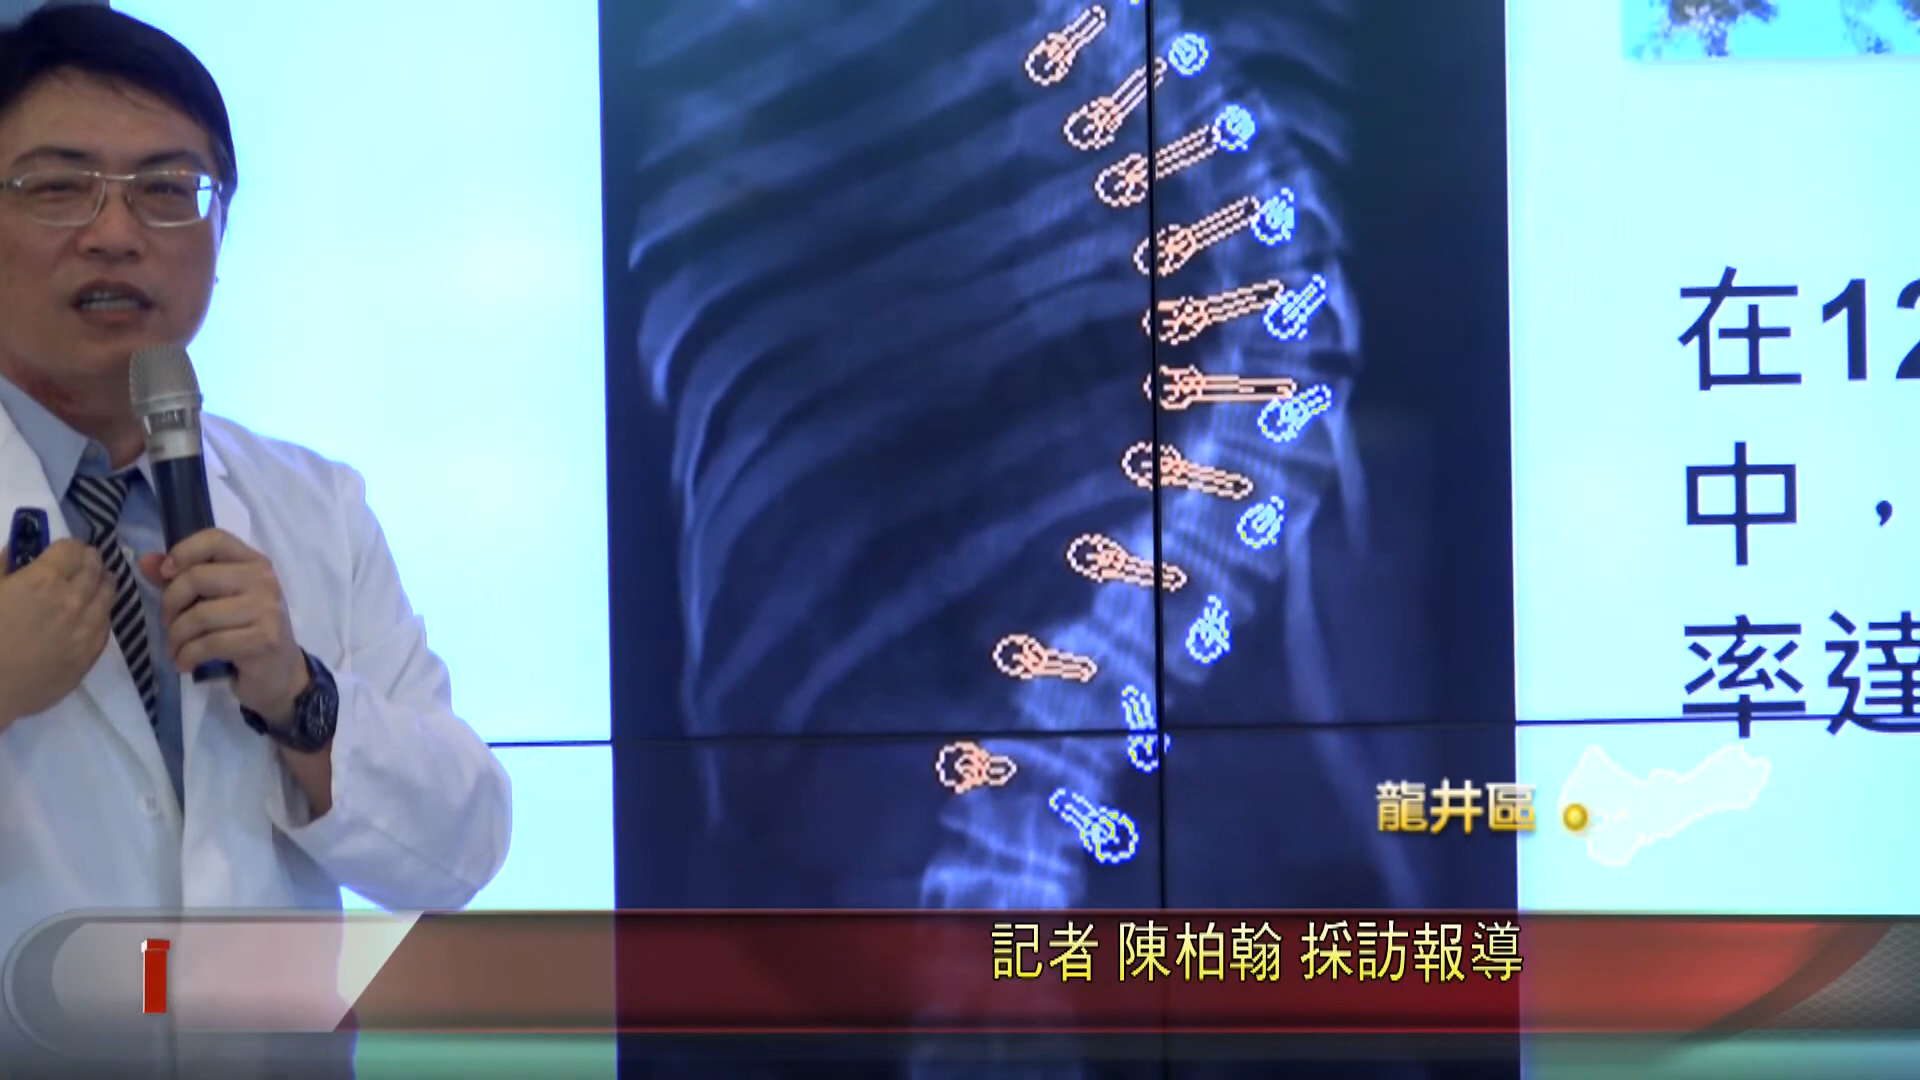 在12
中，
率達
龍井區
記者 陳柏翰 採訪報導